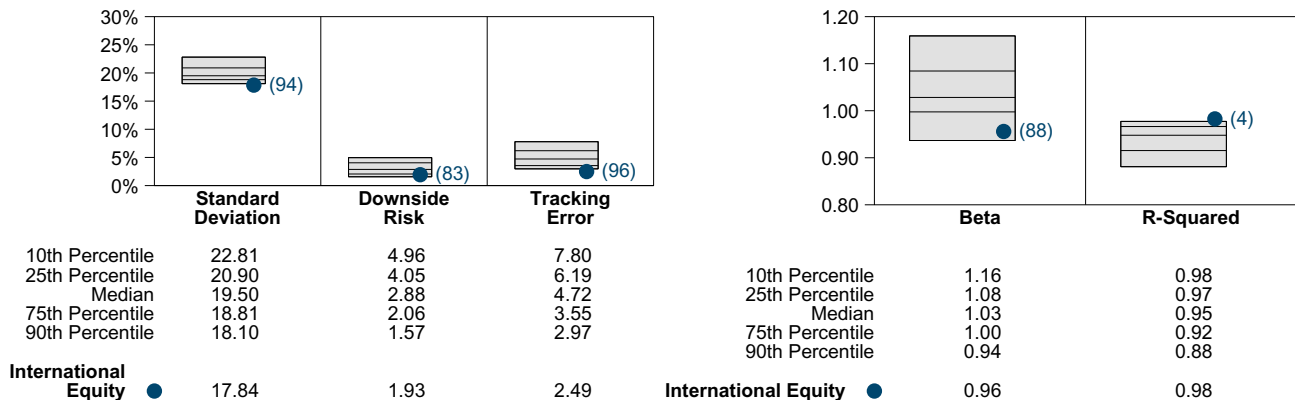 30%
25%
20%
15%
10%
5%
0%
(94)
(83)
(96)
Standard Deviation
Downside Risk
Tracking Error
10th Percentile 22.81 4.96 7.80
25th Percentile 20.90 4.05 6.19
Median 19.50 2.88 4.72
75th Percentile 18.81 2.06 3.55
90th Percentile 18.10 1.57 2.97
International
Equity 17.84 1.93 2.49
1.20
1.10
1.00
0.90
0.80
(88)
(4)
Beta R-Squared
10th Percentile 1.16 0.98
25th Percentile 1.08 0.97
Median 1.03 0.95
75th Percentile 1.00 0.92
90th Percentile 0.94 0.88
International Equity 0.96 0.98